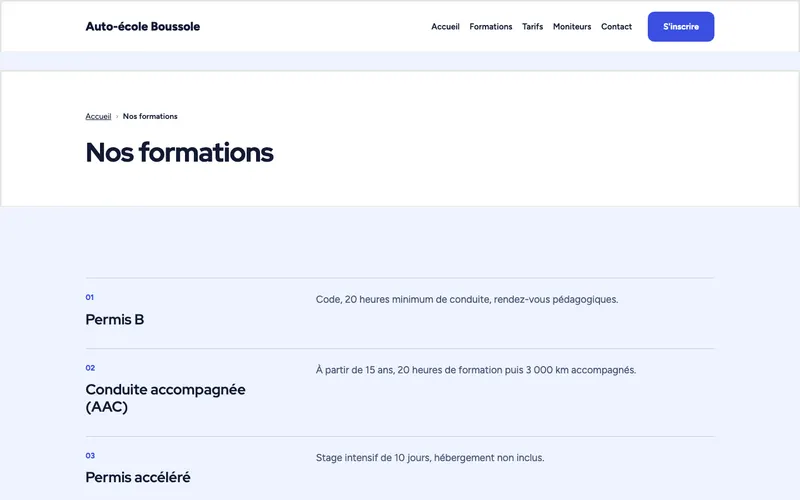 Auto-école Boussole
Accueil Formations Tarifs Moniteurs Contact S'inscrire
Accueil › Nos formations
Nos formations
01
Permis B
Code, 20 heures minimum de conduite, rendez-vous pédagogiques.
02
Conduite accompagnée
(AAC)
À partir de 15 ans, 20 heures de formation puis 3 000 km accompagnés.
03
Permis accéléré
Stage intensif de 10 jours, hébergement non inclus.